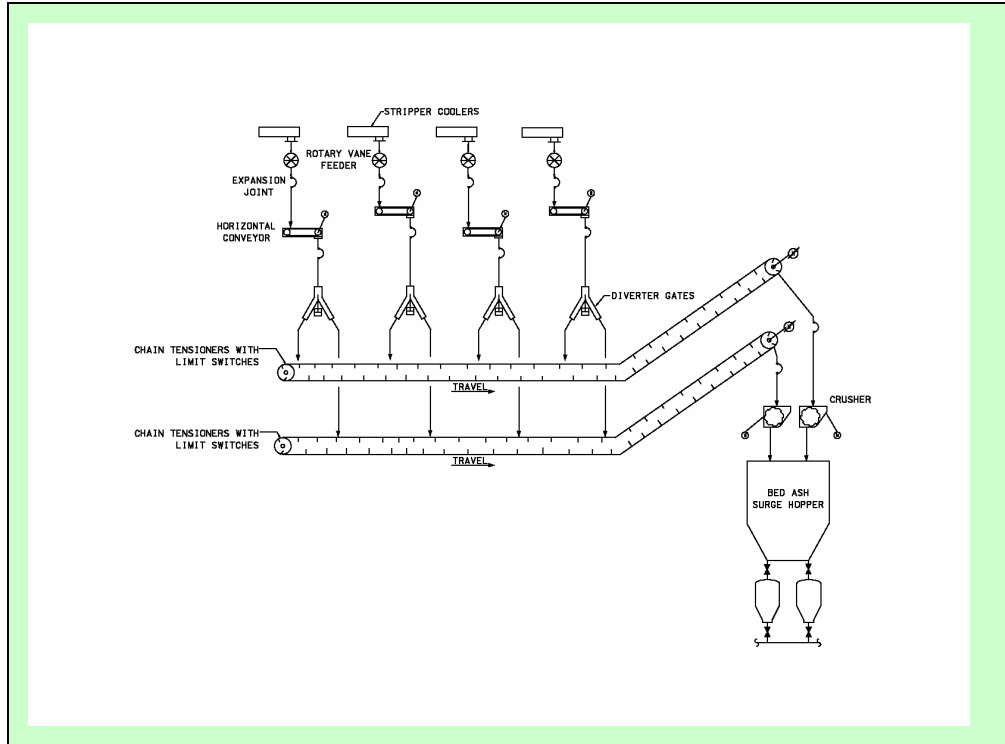 STRIPPER COOLERS
ROTARY VANE
FEEDER
EXPANSION
JOINT
HORIZONTAL
CONVEYOR
DIVERTER GATES
CHAIN TENSIONERS WITH
LIMIT SWITCHES
TRAVEL
CRUSHER
CHAIN TENSIONERS WITH
LIMIT SWITCHES
TRAVEL
BED ASH
SURGE HOPPER